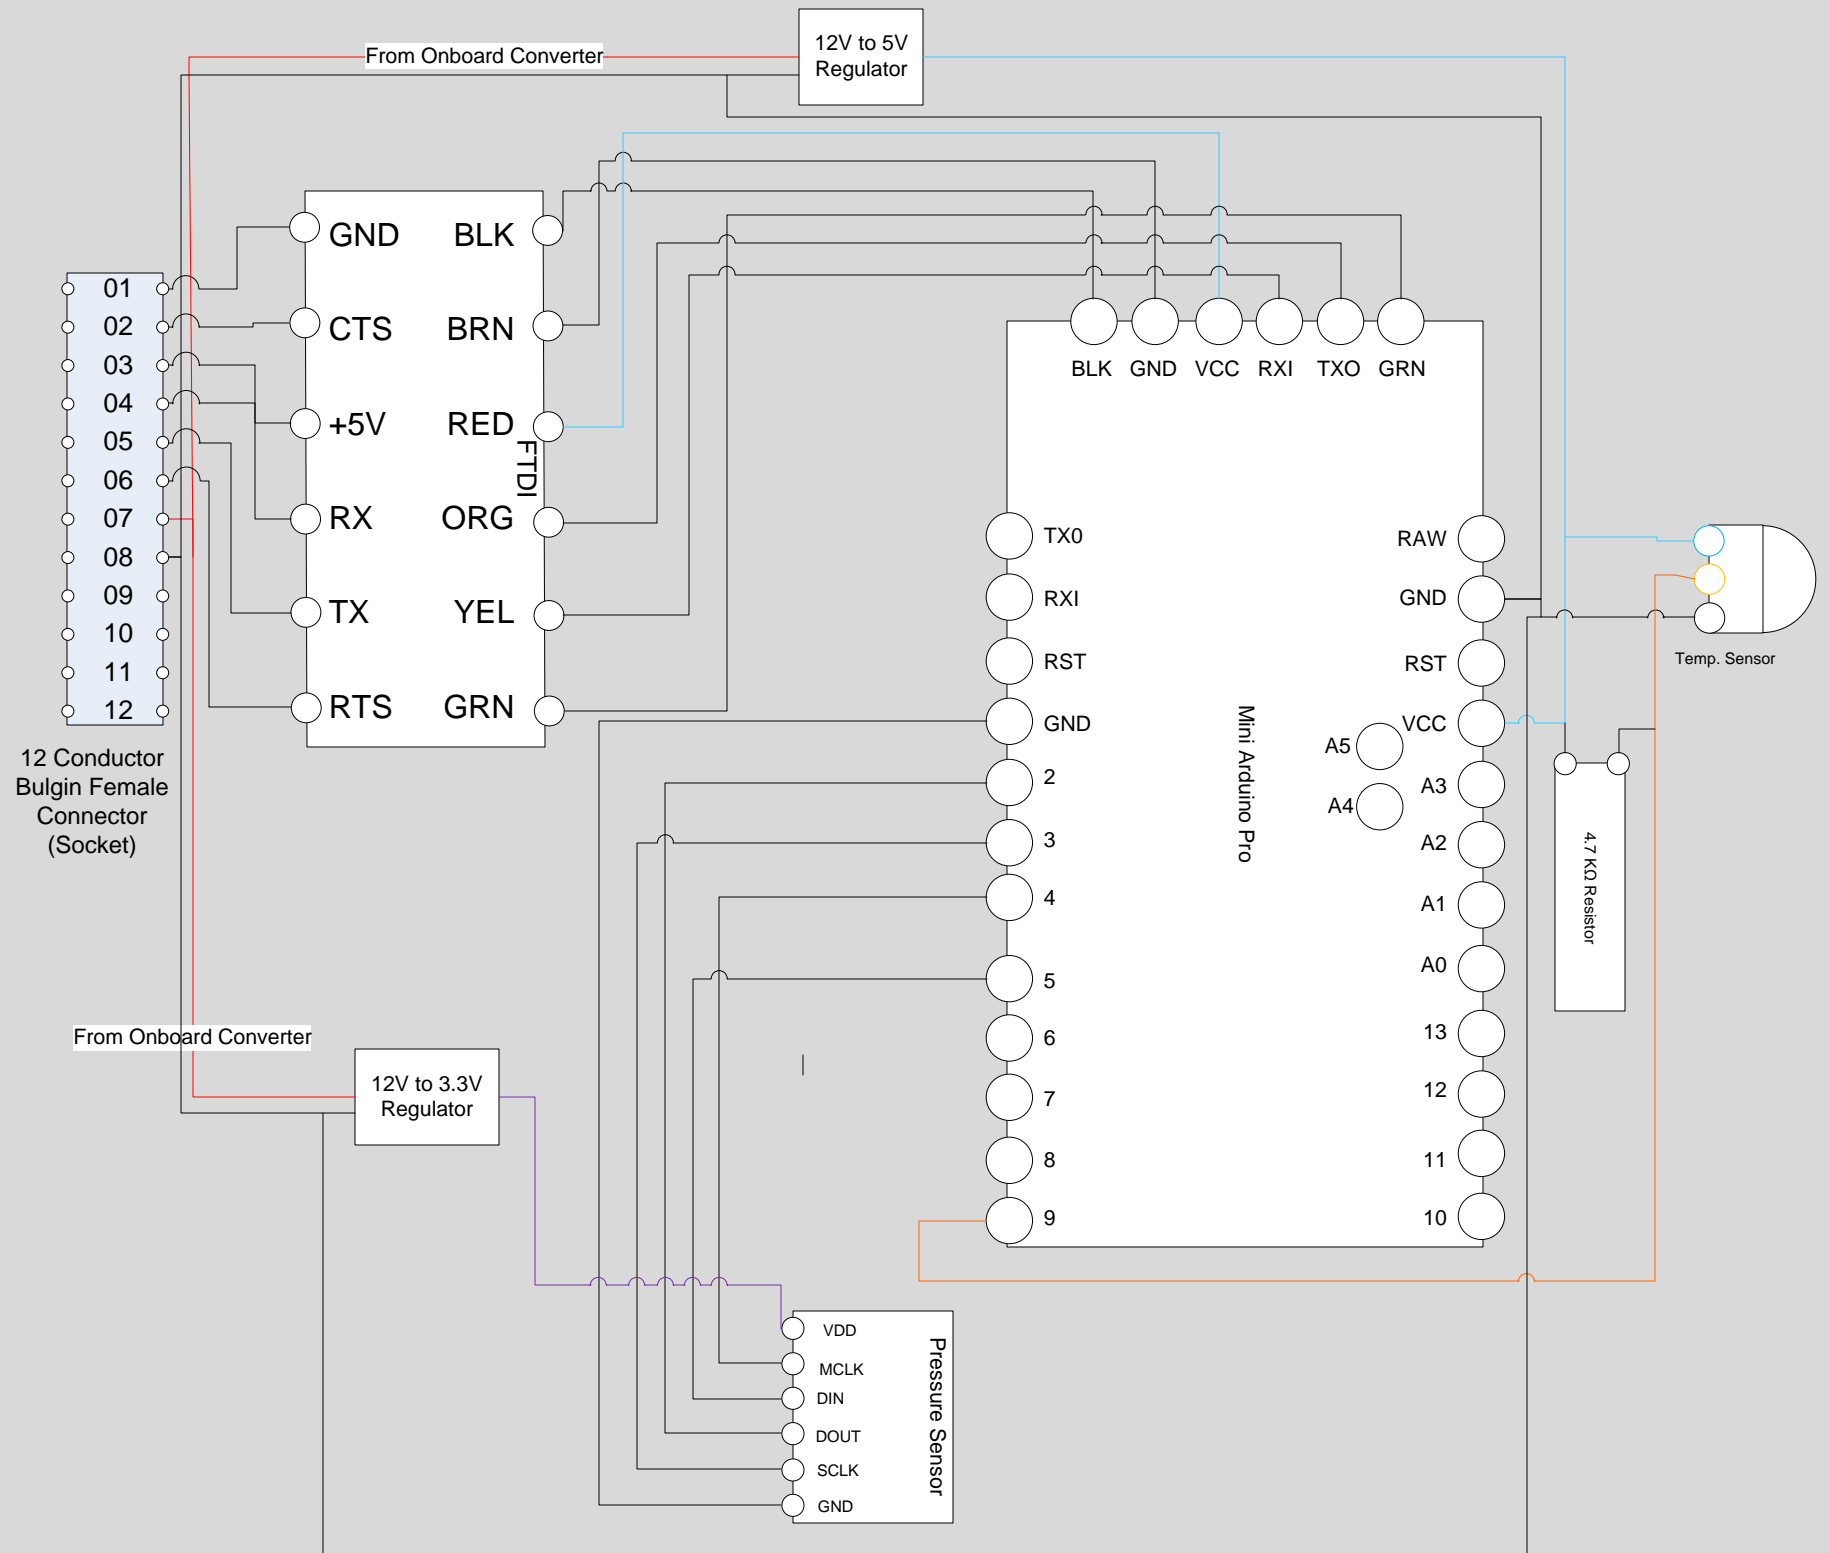 From Onboard Converter
12V to 5V
Regulator
GND
CTS
+5V
RX
TX
RTS
BLK
BRN
RED
ORG
YEL
GRN
FTDI
01
02
03
04
05
06
07
08
09
10
11
12
12 Conductor
Bulgin Female
Connector
(Socket)
BLK
GND
VCC
RXI
TXO
GRN
TX0
RXI
RST
GND
2
3
4
5
6
7
8
9
Mini Arduino Pro
A5
A4
RAW
GND
RST
VCC
A3
A2
A1
A0
13
12
11
10
Temp. Sensor
4.7 KΩ Resistor
From Onboard Converter
12V to 3.3V
Regulator
VDD
MCLK
DIN
DOUT
SCLK
GND
Pressure Sensor